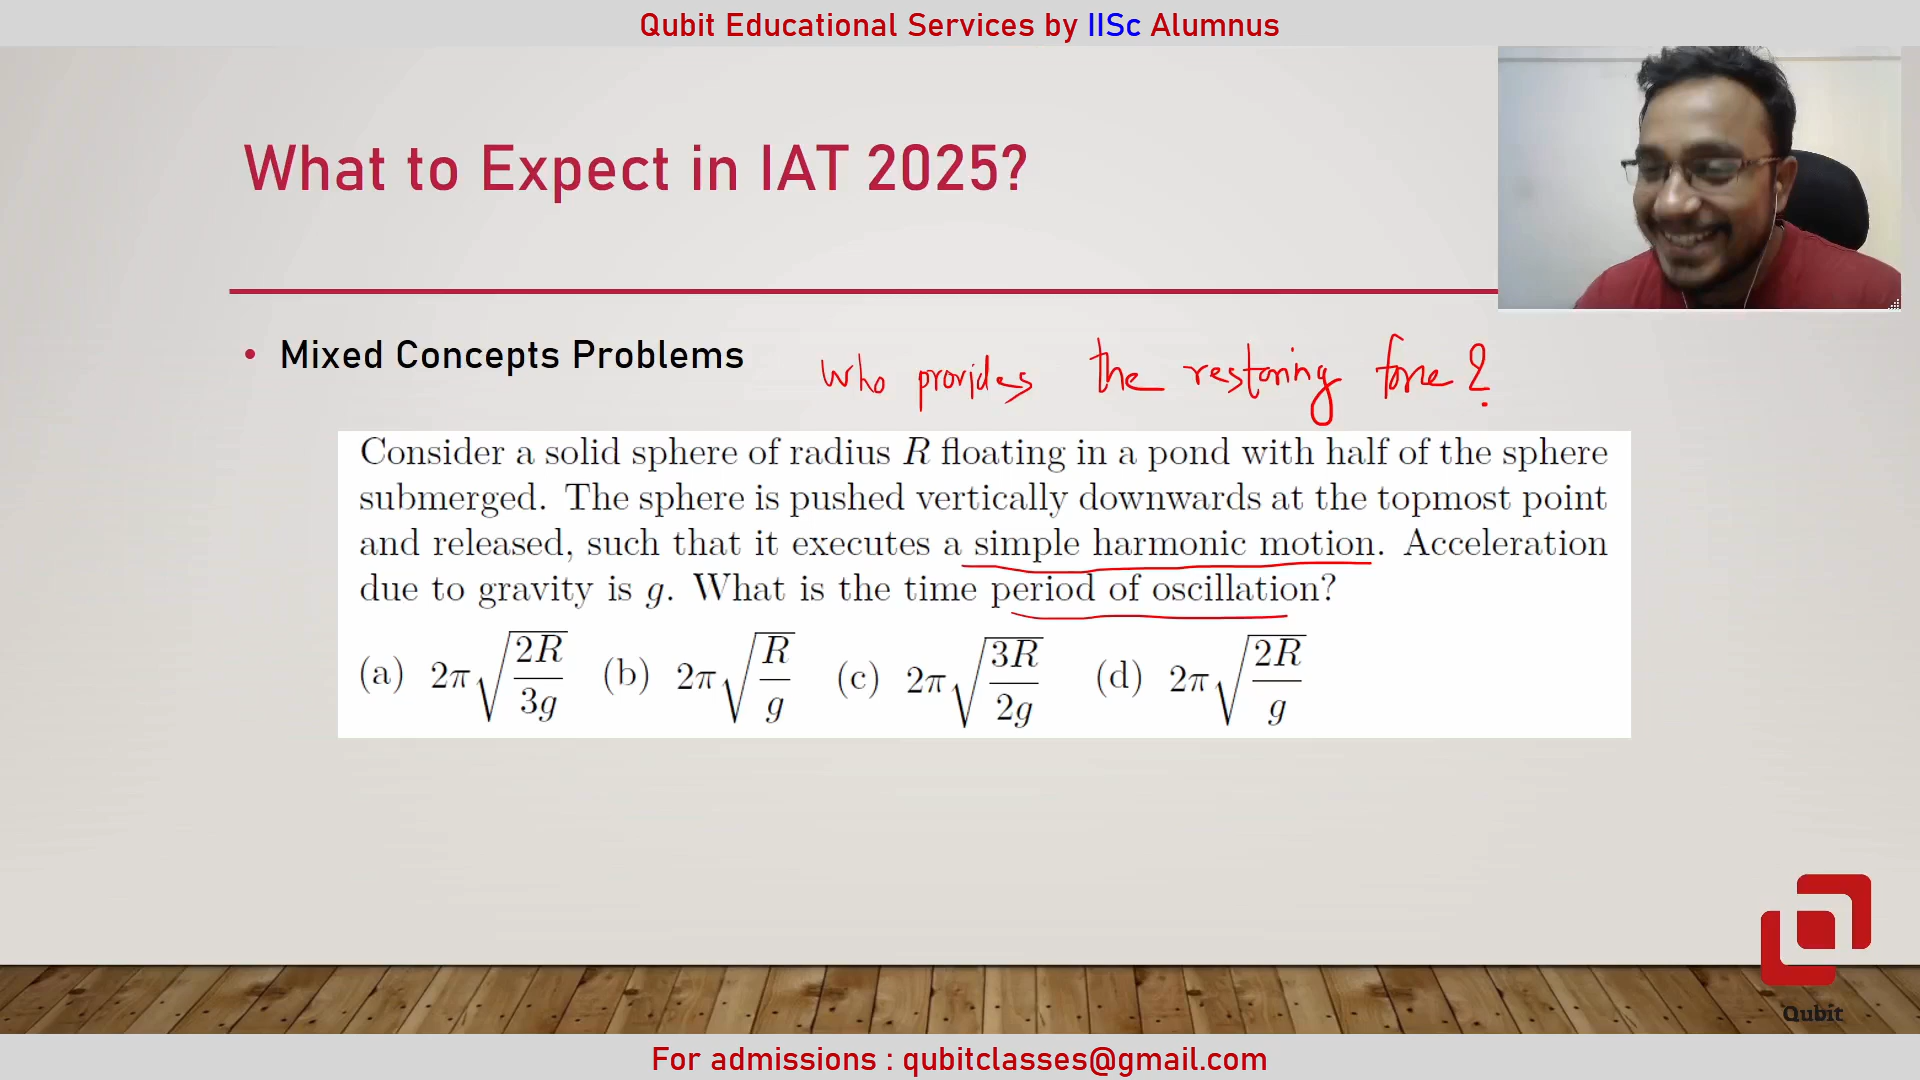 Qubit Educational Services by IISc Alumnus
What to Expect in IAT 2025?
• Mixed Concepts Problems
Who provides the restoring force?
Consider a solid sphere of radius R floating in a pond with half of the sphere
submerged. The sphere is pushed vertically downwards at the topmost point
and released, such that it executes a simple harmonic motion. Acceleration
due to gravity is g. What is the time period of oscillation?
(a) 2π√(2R/3g) (b) 2π√(R/g) (c) 2π√(3R/2g) (d) 2π√(2R/g)
Qubit
For admissions : qubitclasses@gmail.com